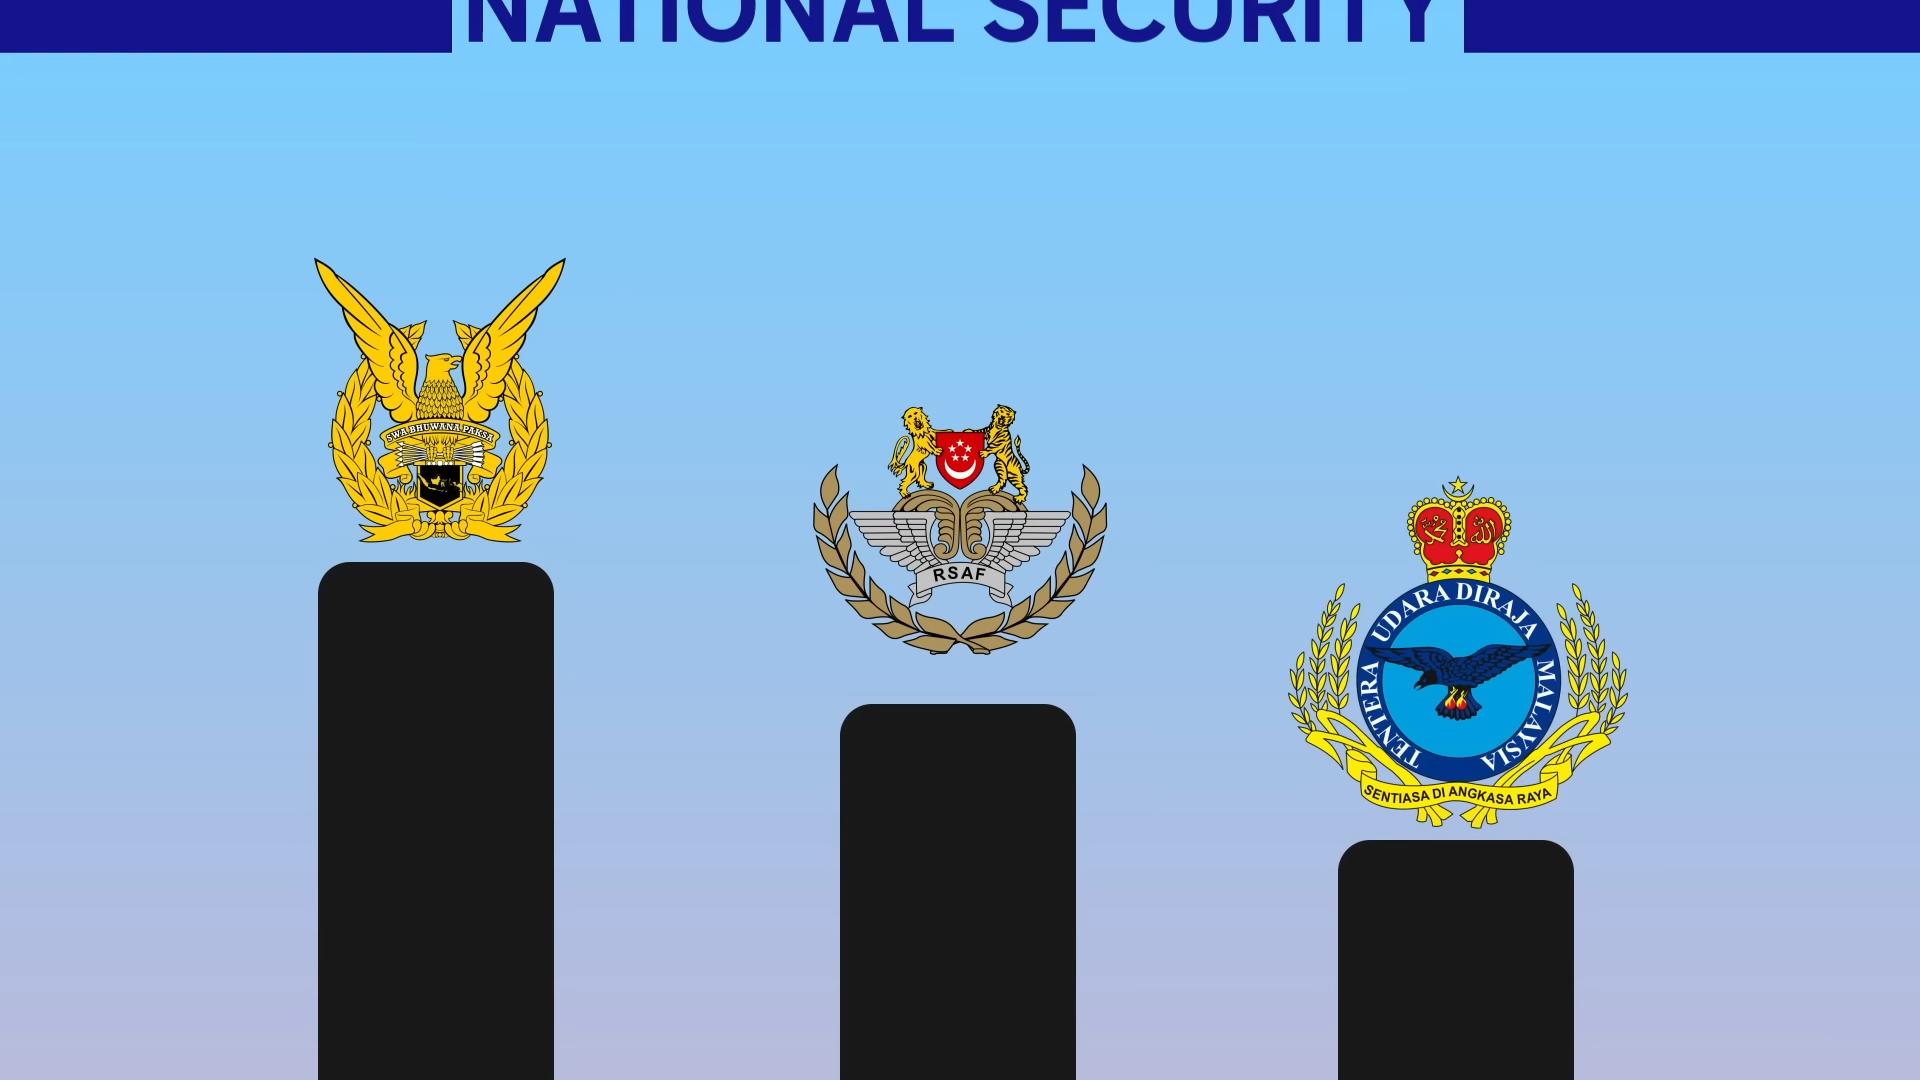 NATIONAL SECURITY
SWA BHUWANA PAKSA
RSAF
TENTERA UDARA DIRAJA MALAYSIA
SENTIASA DI ANGKASA RAYA